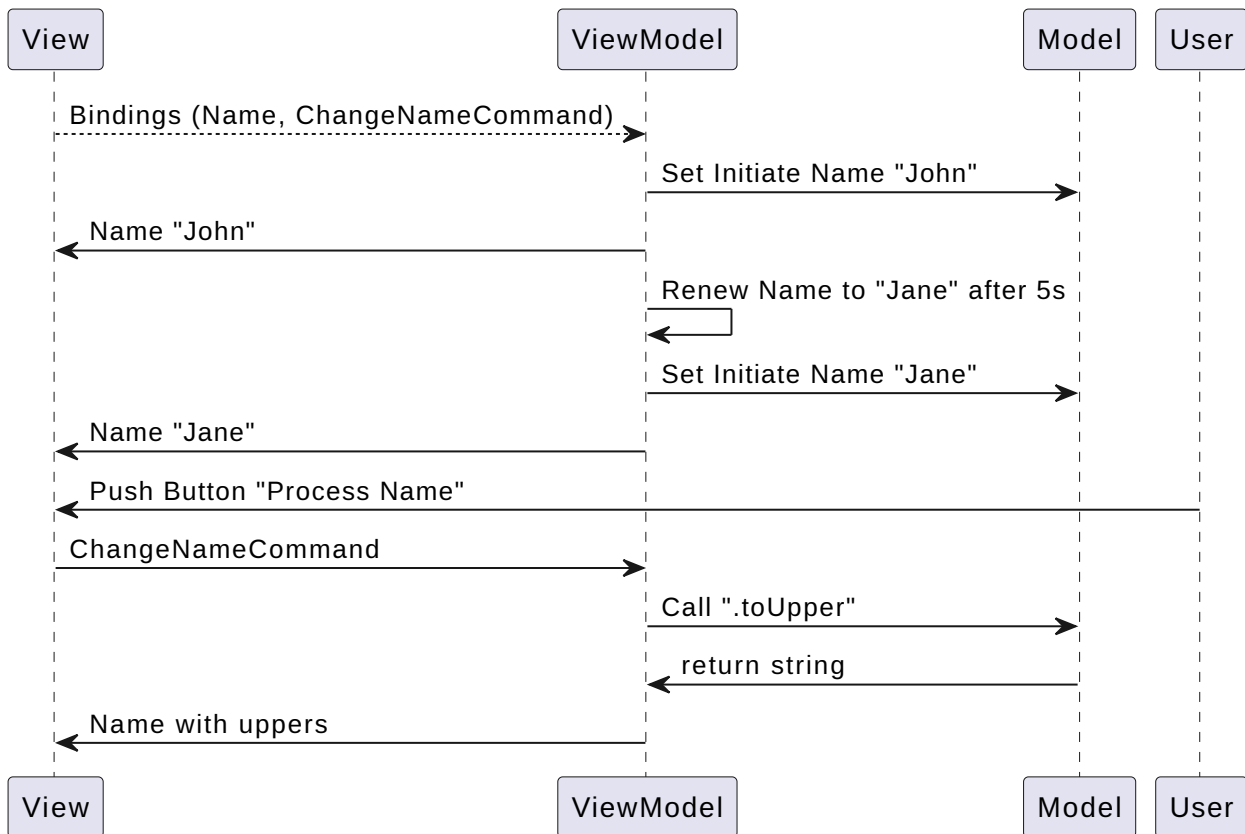 View
ViewModel
Model
User
Bindings (Name, ChangeNameCommand)
Set Initiate Name "John"
Name "John"
Renew Name to "Jane" after 5s
Set Initiate Name "Jane"
Name "Jane"
Push Button "Process Name"
ChangeNameCommand
Call ".toUpper"
return string
Name with uppers
View
ViewModel
Model
User